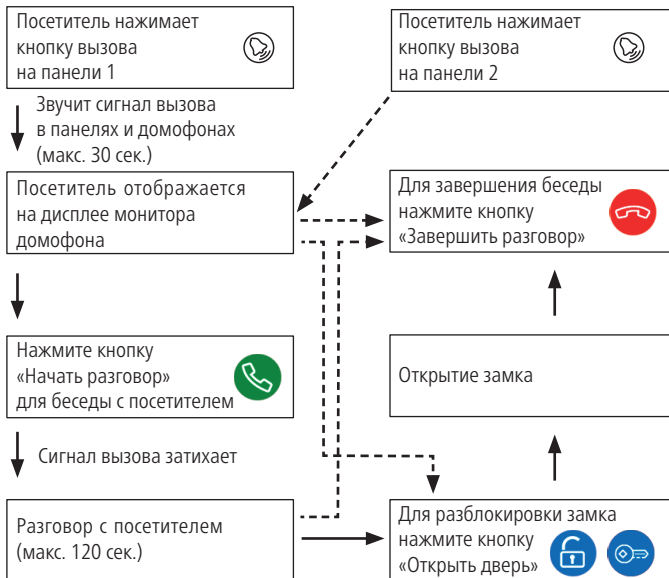 Посетитель нажимает
кнопку вызова
на панели 1
Посетитель нажимает
кнопку вызова
на панели 2
Звучит сигнал вызова
в панелях и домофонах
(макс. 30 сек.)
Посетитель отображается
на дисплее монитора
домофона
Для завершения беседы
нажмите кнопку
«Завершить разговор»
Нажмите кнопку
«Начать разговор»
для беседы с посетителем
Открытие замка
Сигнал вызова затихает
Разговор с посетителем
(макс. 120 сек.)
Для разблокировки замка
нажмите кнопку
«Открыть дверь»